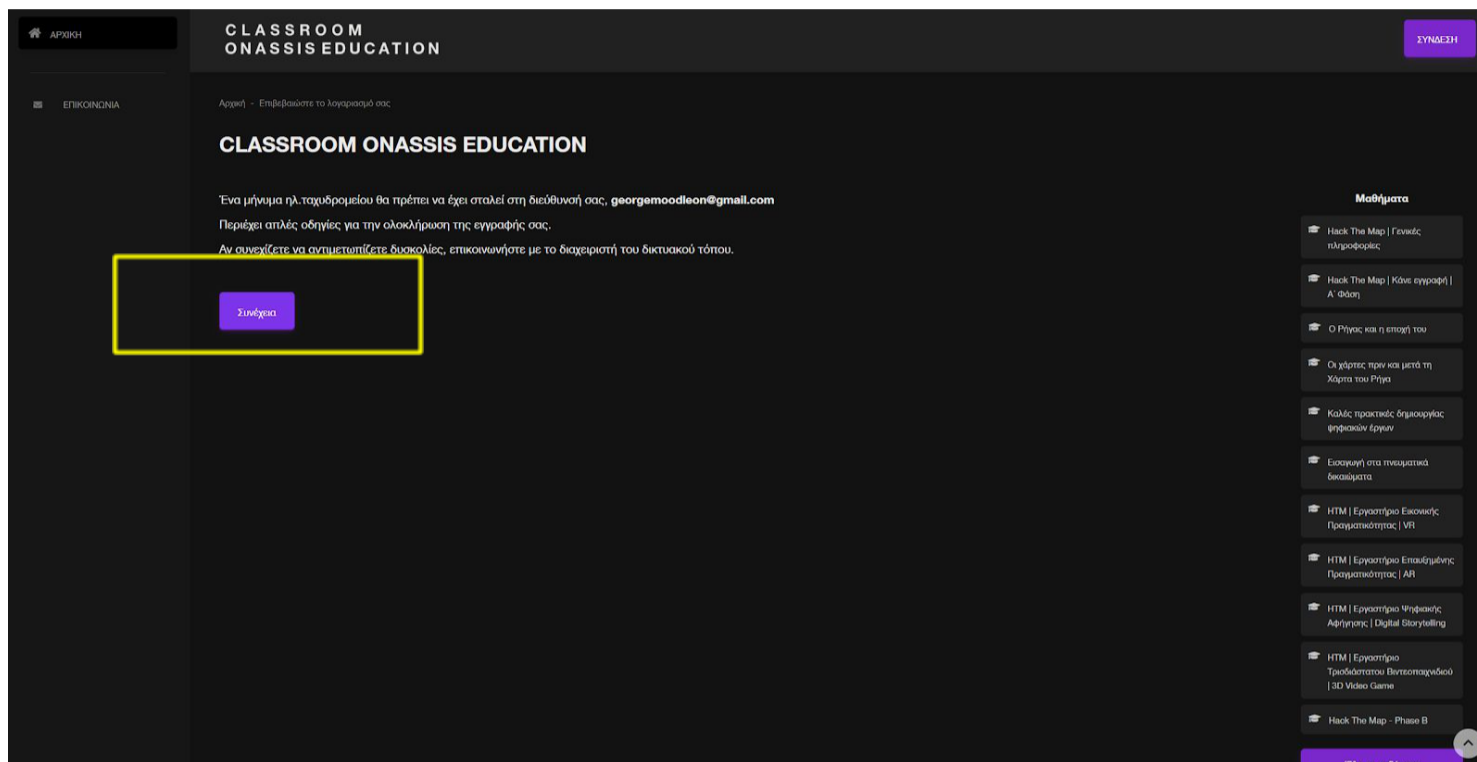 ΑΡΧΙΚΗ
ΕΠΙΚΟΙΝΩΝΙΑ
CLASSROOM
ONASSIS EDUCATION
ΣΥΝΔΕΣΗ
Αρχική - Επιβεβαιώστε το λογαριασμό σας
CLASSROOM ONASSIS EDUCATION
Ένα μήνυμα ηλ.ταχυδρομείου θα πρέπει να έχει σταλεί στη διεύθυνσή σας, georgemoodleon@gmail.com
Περιέχει απλές οδηγίες για την ολοκλήρωση της εγγραφής σας.
Αν συνεχίζετε να αντιμετωπίζετε δυσκολίες, επικοινωνήστε με το διαχειριστή του δικτυακού τόπου.
Συνέχεια
Μαθήματα
Hack The Map | Γενικές
πληροφορίες
Hack The Map | Κάνε εγγραφή |
Α΄ Φάση
Ο Ρήγας και η εποχή του
Οι χάρτες πριν και μετά τη
Χάρτα του Ρήγα
Καλές πρακτικές δημιουργίας
ψηφιακών έργων
Εισαγωγή στα πνευματικά
δικαιώματα
HTM | Εργαστήριο Εικονικής
Πραγματικότητας | VR
HTM | Εργαστήριο Επαυξημένης
Πραγματικότητας | AR
HTM | Εργαστήριο Ψηφιακής
Αφήγησης | Digital Storytelling
HTM | Εργαστήριο
Τρισδιάστατου Βιντεοπαιχνιδιού
| 3D Video Game
Hack The Map - Phase B